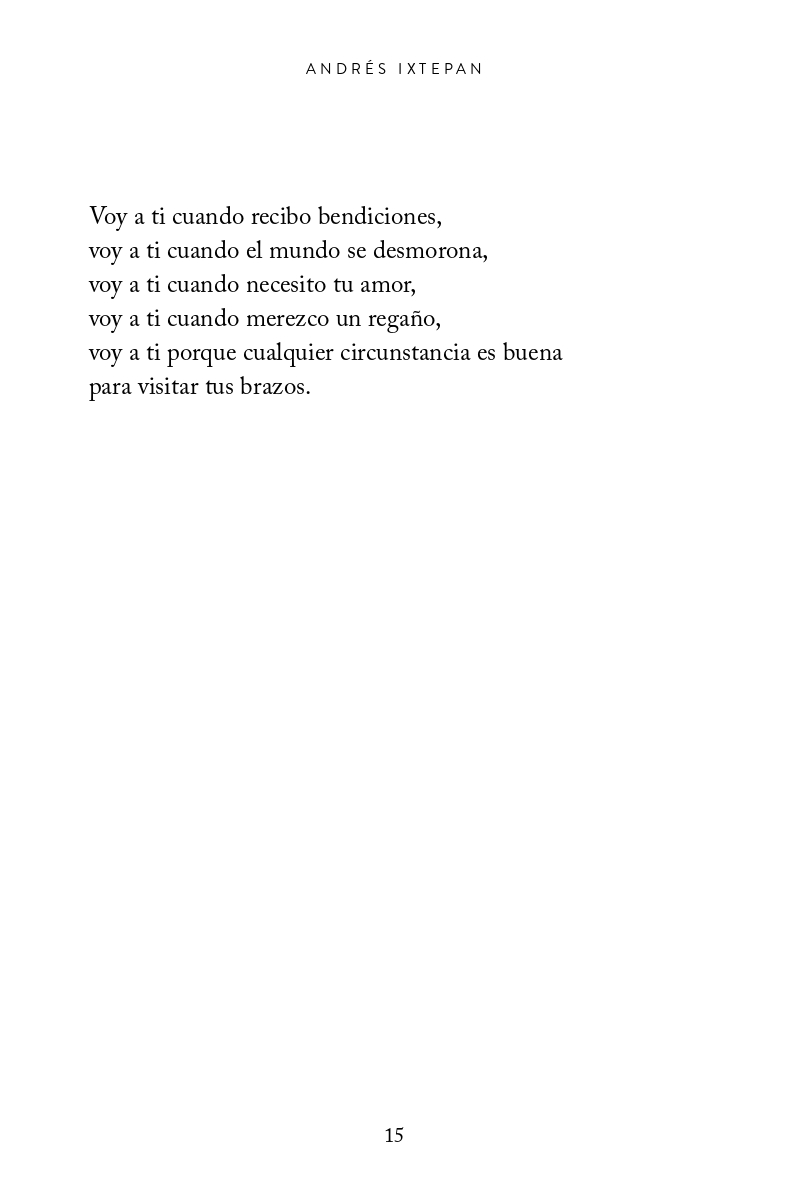 ANDRÉS IXTEPAN
Voy a ti cuando recibo bendiciones,
voy a ti cuando el mundo se desmorona,
voy a ti cuando necesito tu amor,
voy a ti cuando merezco un regaño,
voy a ti porque cualquier circunstancia es buena
para visitar tus brazos.
15